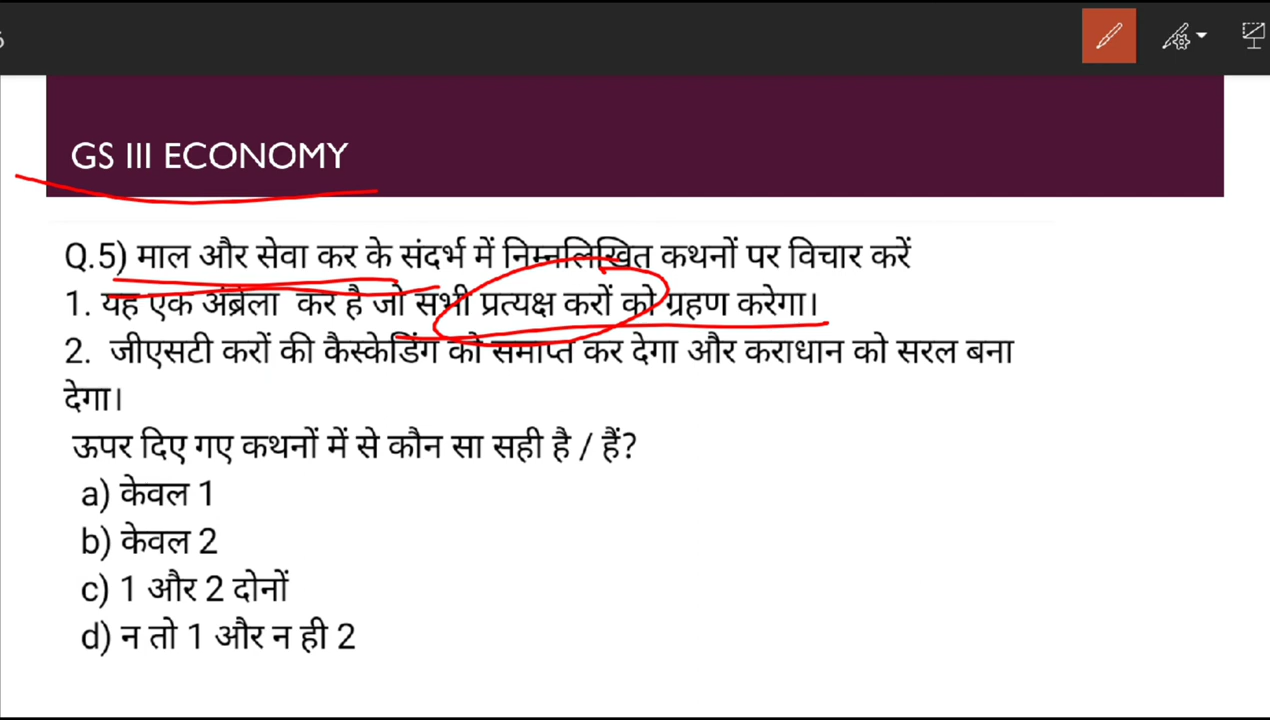 GS III ECONOMY
Q.5) माल और सेवा कर के संदर्भ में निम्नलिखित कथनों पर विचार करें
1. यह एक अंब्रेला कर है जो सभी प्रत्यक्ष करों को ग्रहण करेगा।
2. जीएसटी करों की कैस्केडिंग को समाप्त कर देगा और कराधान को सरल बना
देगा।
ऊपर दिए गए कथनों में से कौन सा सही है / हैं?
a) केवल 1
b) केवल 2
c) 1 और 2 दोनों
d) न तो 1 और न ही 2